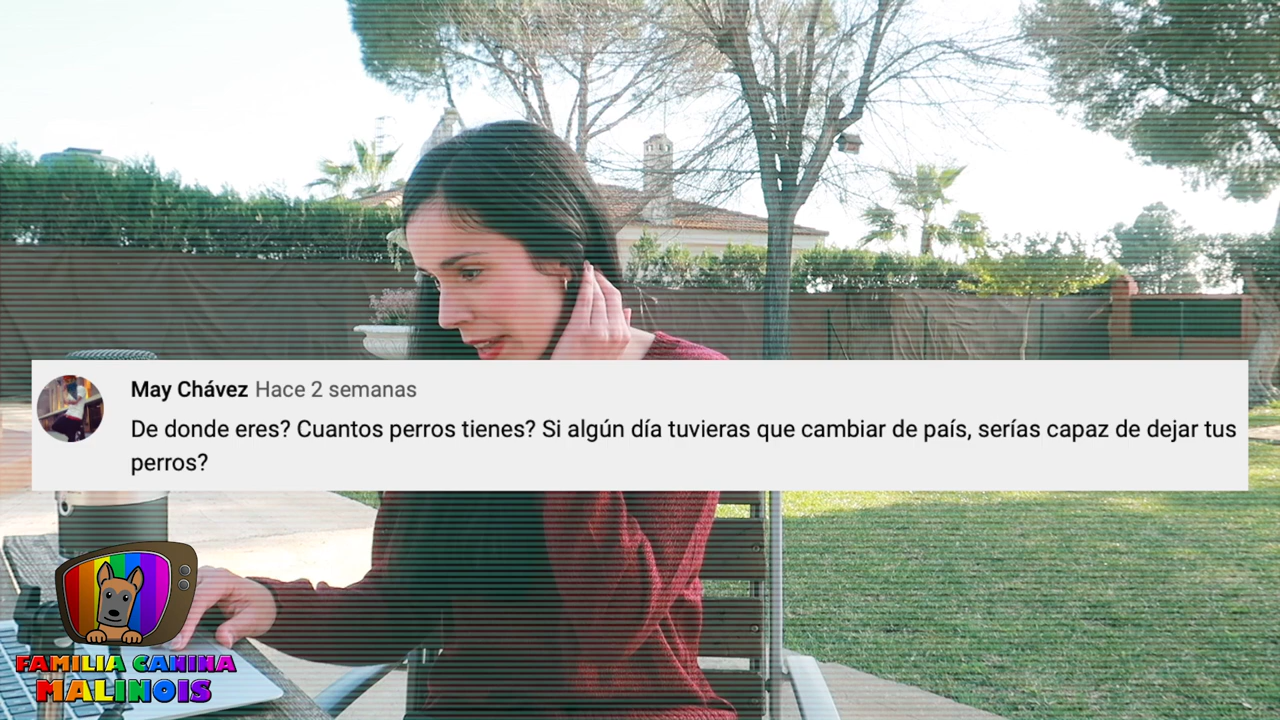 May Chávez Hace 2 semanas
De donde eres? Cuantos perros tienes? Si algún día tuvieras que cambiar de país, serías capaz de dejar tus
perros?
FAMILIA CANINA
MALINOIS